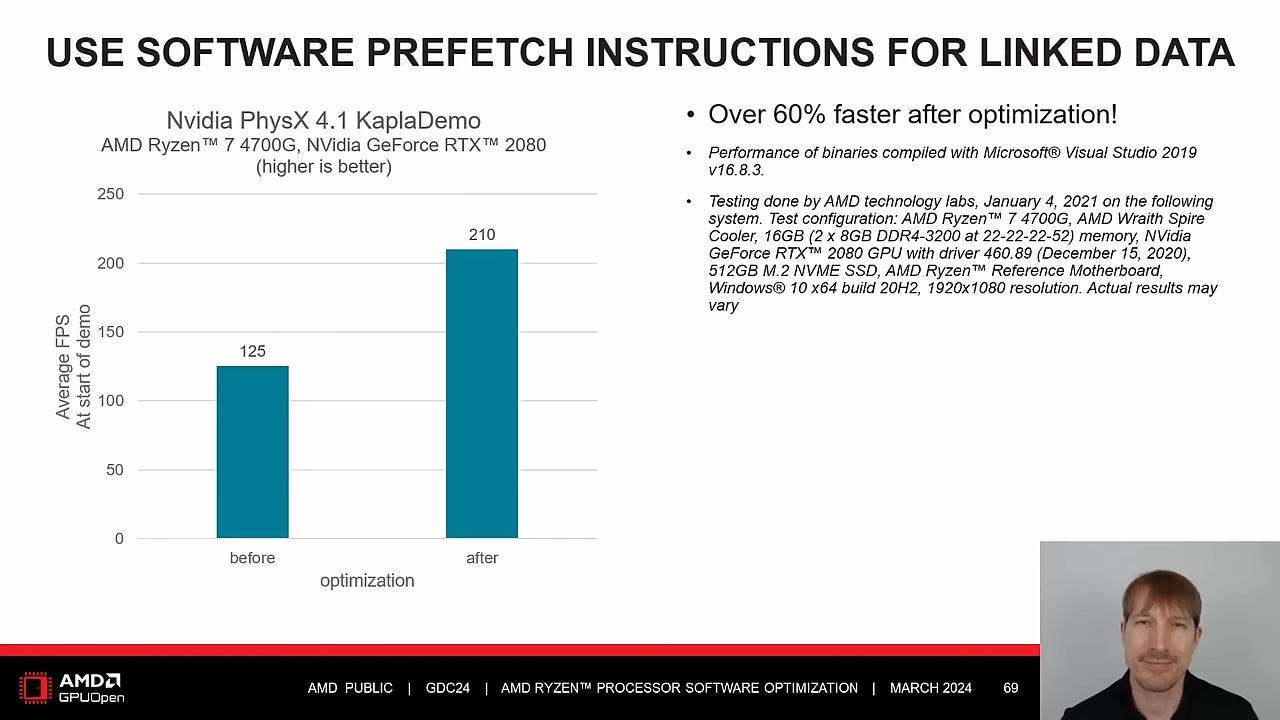 USE SOFTWARE PREFETCH INSTRUCTIONS FOR LINKED DATA
Nvidia PhysX 4.1 KaplaDemo
AMD Ryzen™ 7 4700G, NVidia GeForce RTX™ 2080
(higher is better)
250
200
150
100
50
0
Average FPS
At start of demo
125
210
before
after
optimization
• Over 60% faster after optimization!
• Performance of binaries compiled with Microsoft® Visual Studio 2019
v16.8.3.
• Testing done by AMD technology labs, January 4, 2021 on the following
system. Test configuration: AMD Ryzen™ 7 4700G, AMD Wraith Spire
Cooler, 16GB (2 x 8GB DDR4-3200 at 22-22-22-52) memory, NVidia
GeForce RTX™ 2080 GPU with driver 460.89 (December 15, 2020),
512GB M.2 NVME SSD, AMD Ryzen™ Reference Motherboard,
Windows® 10 x64 build 20H2, 1920x1080 resolution. Actual results may
vary
AMD
GPUOpen
AMD PUBLIC | GDC24 | AMD RYZEN™ PROCESSOR SOFTWARE OPTIMIZATION | MARCH 2024 69